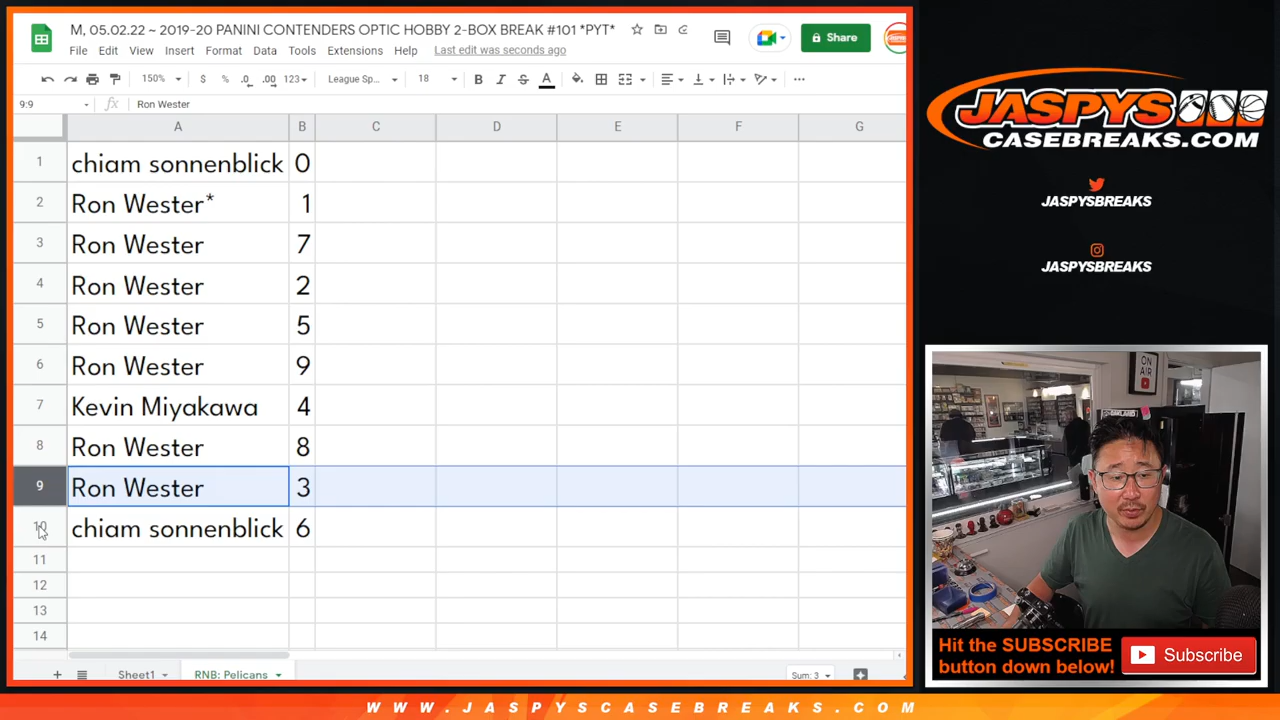 M, 05.02.22 ~ 2019-20 PANINI CONTENDERS OPTIC HOBBY 2-BOX BREAK #101 *PYT*
File Edit View Insert Format Data Tools Extensions Help Last edit was seconds ago
Share
150% $ % .0 .00 123 League Sp... 18 B I S A
9:9 fx Ron Wester
A B C D E F G
1 chiam sonnenblick 0
2 Ron Wester* 1
3 Ron Wester 7
4 Ron Wester 2
5 Ron Wester 5
6 Ron Wester 9
7 Kevin Miyakawa 4
8 Ron Wester 8
9 Ron Wester 3
10 chiam sonnenblick 6
11
12
13
14
Sheet1 RNB: Pelicans Sum: 3
JASPYS
CASEBREAKS.COM
JASPYSBREAKS
JASPYSBREAKS
ON
AIR
Hit the SUBSCRIBE
button down below!
Subscribe
WWW.JASPYSCASEBREAKS.COM